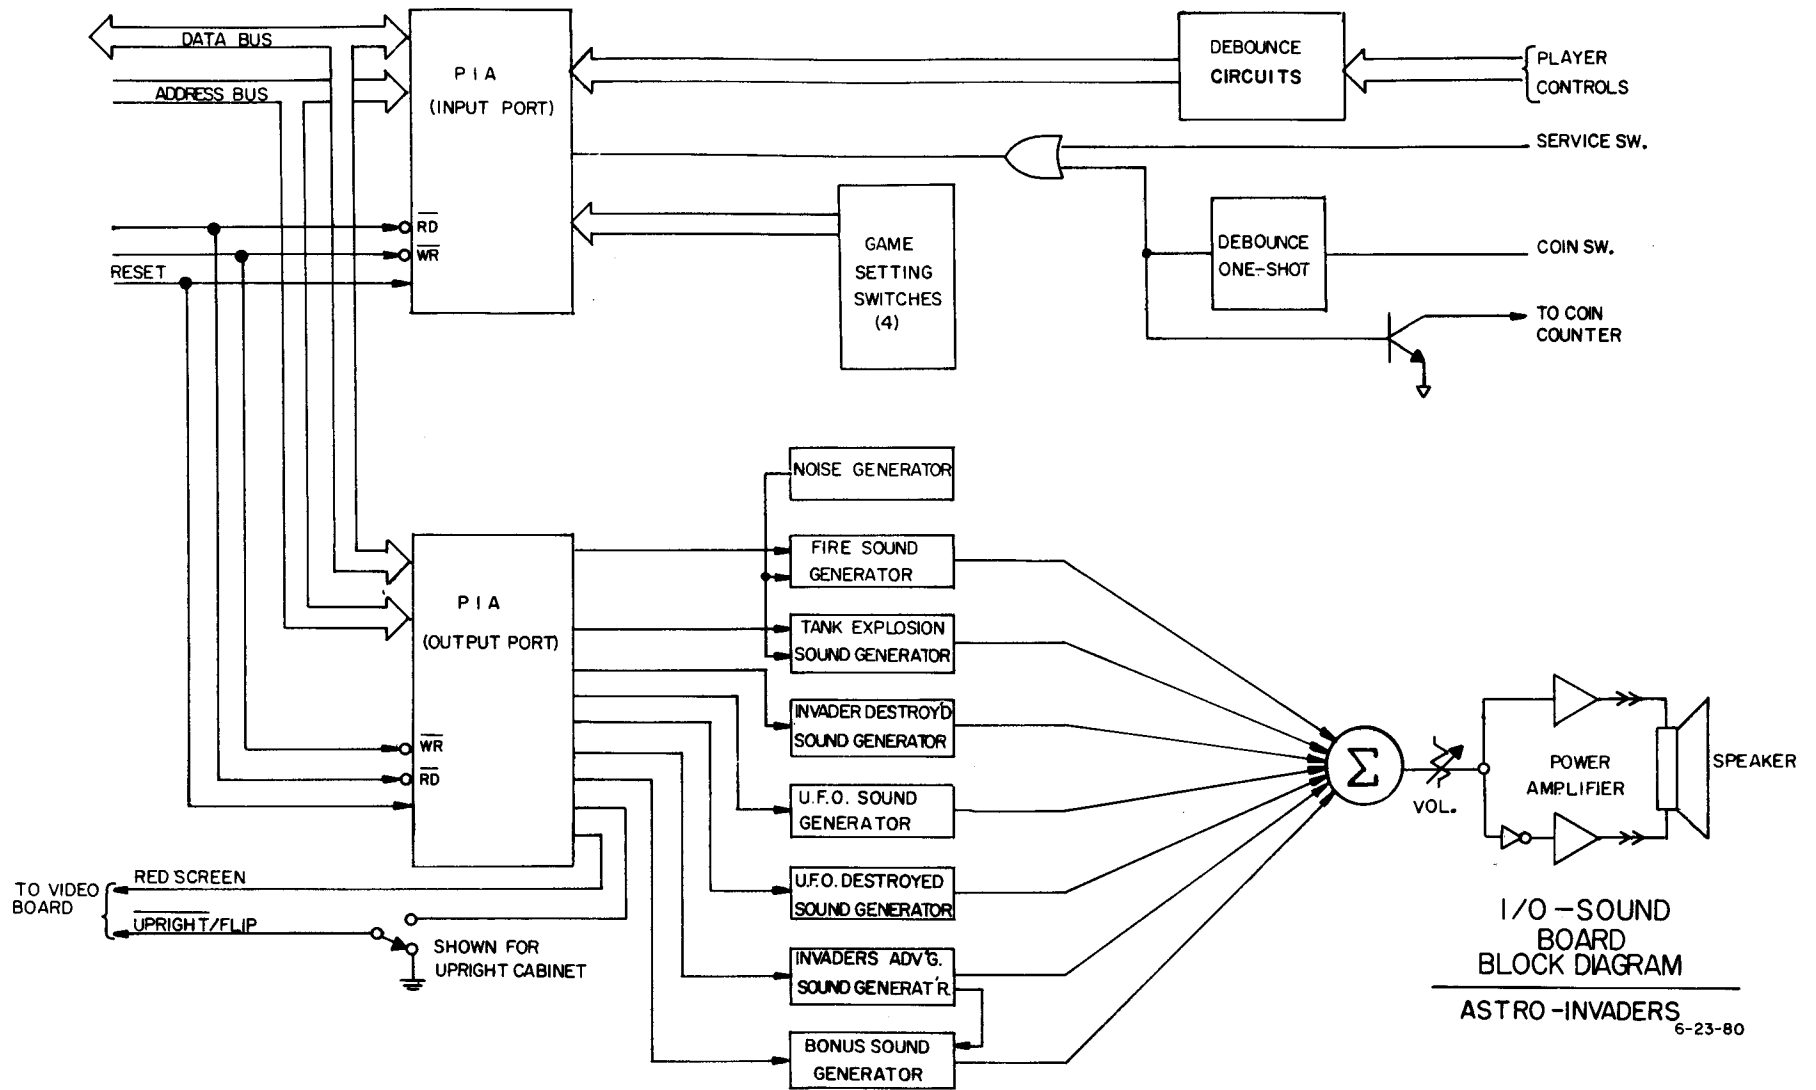 DATA BUS
ADDRESS BUS
RESET
PIA
(INPUT PORT)
RD
WR
DEBOUNCE
CIRCUITS
PLAYER
CONTROLS
SERVICE SW.
GAME
SETTING
SWITCHES
(4)
DEBOUNCE
ONE-SHOT
COIN SW.
TO COIN
COUNTER
PIA
(OUTPUT PORT)
WR
RD
NOISE GENERATOR
FIRE SOUND
GENERATOR
TANK EXPLOSION
SOUND GENERATOR
INVADER DESTROY'D
SOUND GENERATOR
U.F.O. SOUND
GENERATOR
U.F.O. DESTROYED
SOUND GENERATOR
INVADERS ADV'G.
SOUND GENERAT'R.
BONUS SOUND
GENERATOR
Σ
VOL.
POWER
AMPLIFIER
SPEAKER
TO VIDEO
BOARD
RED SCREEN
UPRIGHT/FLIP
SHOWN FOR
UPRIGHT CABINET
I/O-SOUND
BOARD
BLOCK DIAGRAM
ASTRO-INVADERS
6-23-80